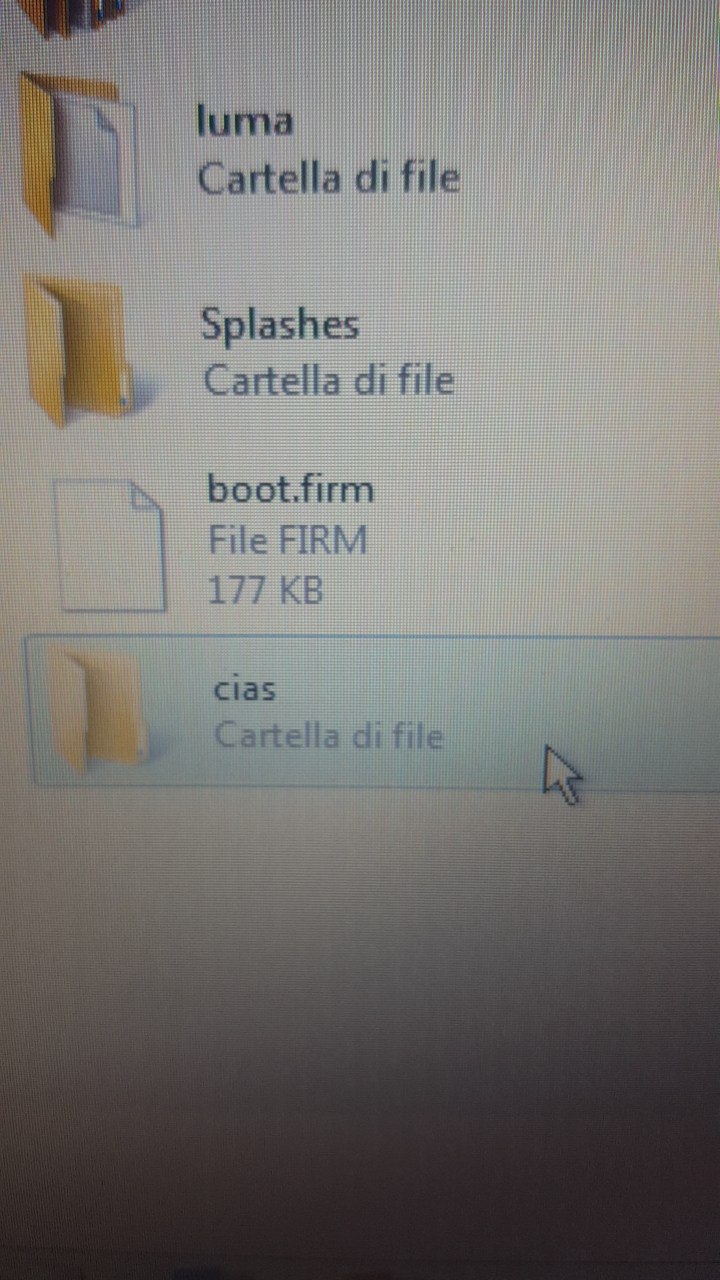 luma
Cartella di file
Splashes
Cartella di file
boot.firm
File FIRM
177 KB
cias
Cartella di file